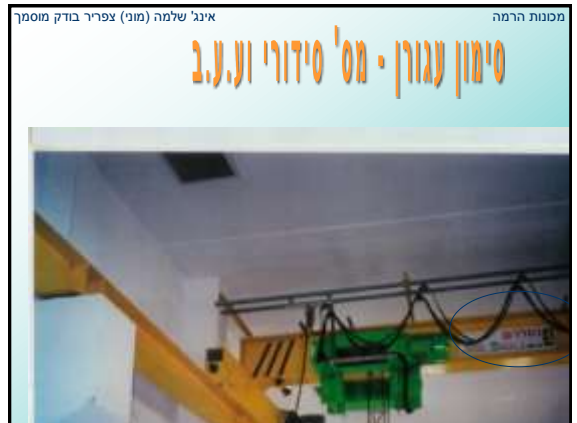 מכונות הרמה
אינג' שלמה (מוני) צפריר בודק מוסמך
סימון עגורן - מס' סידורי וע.ע.ב